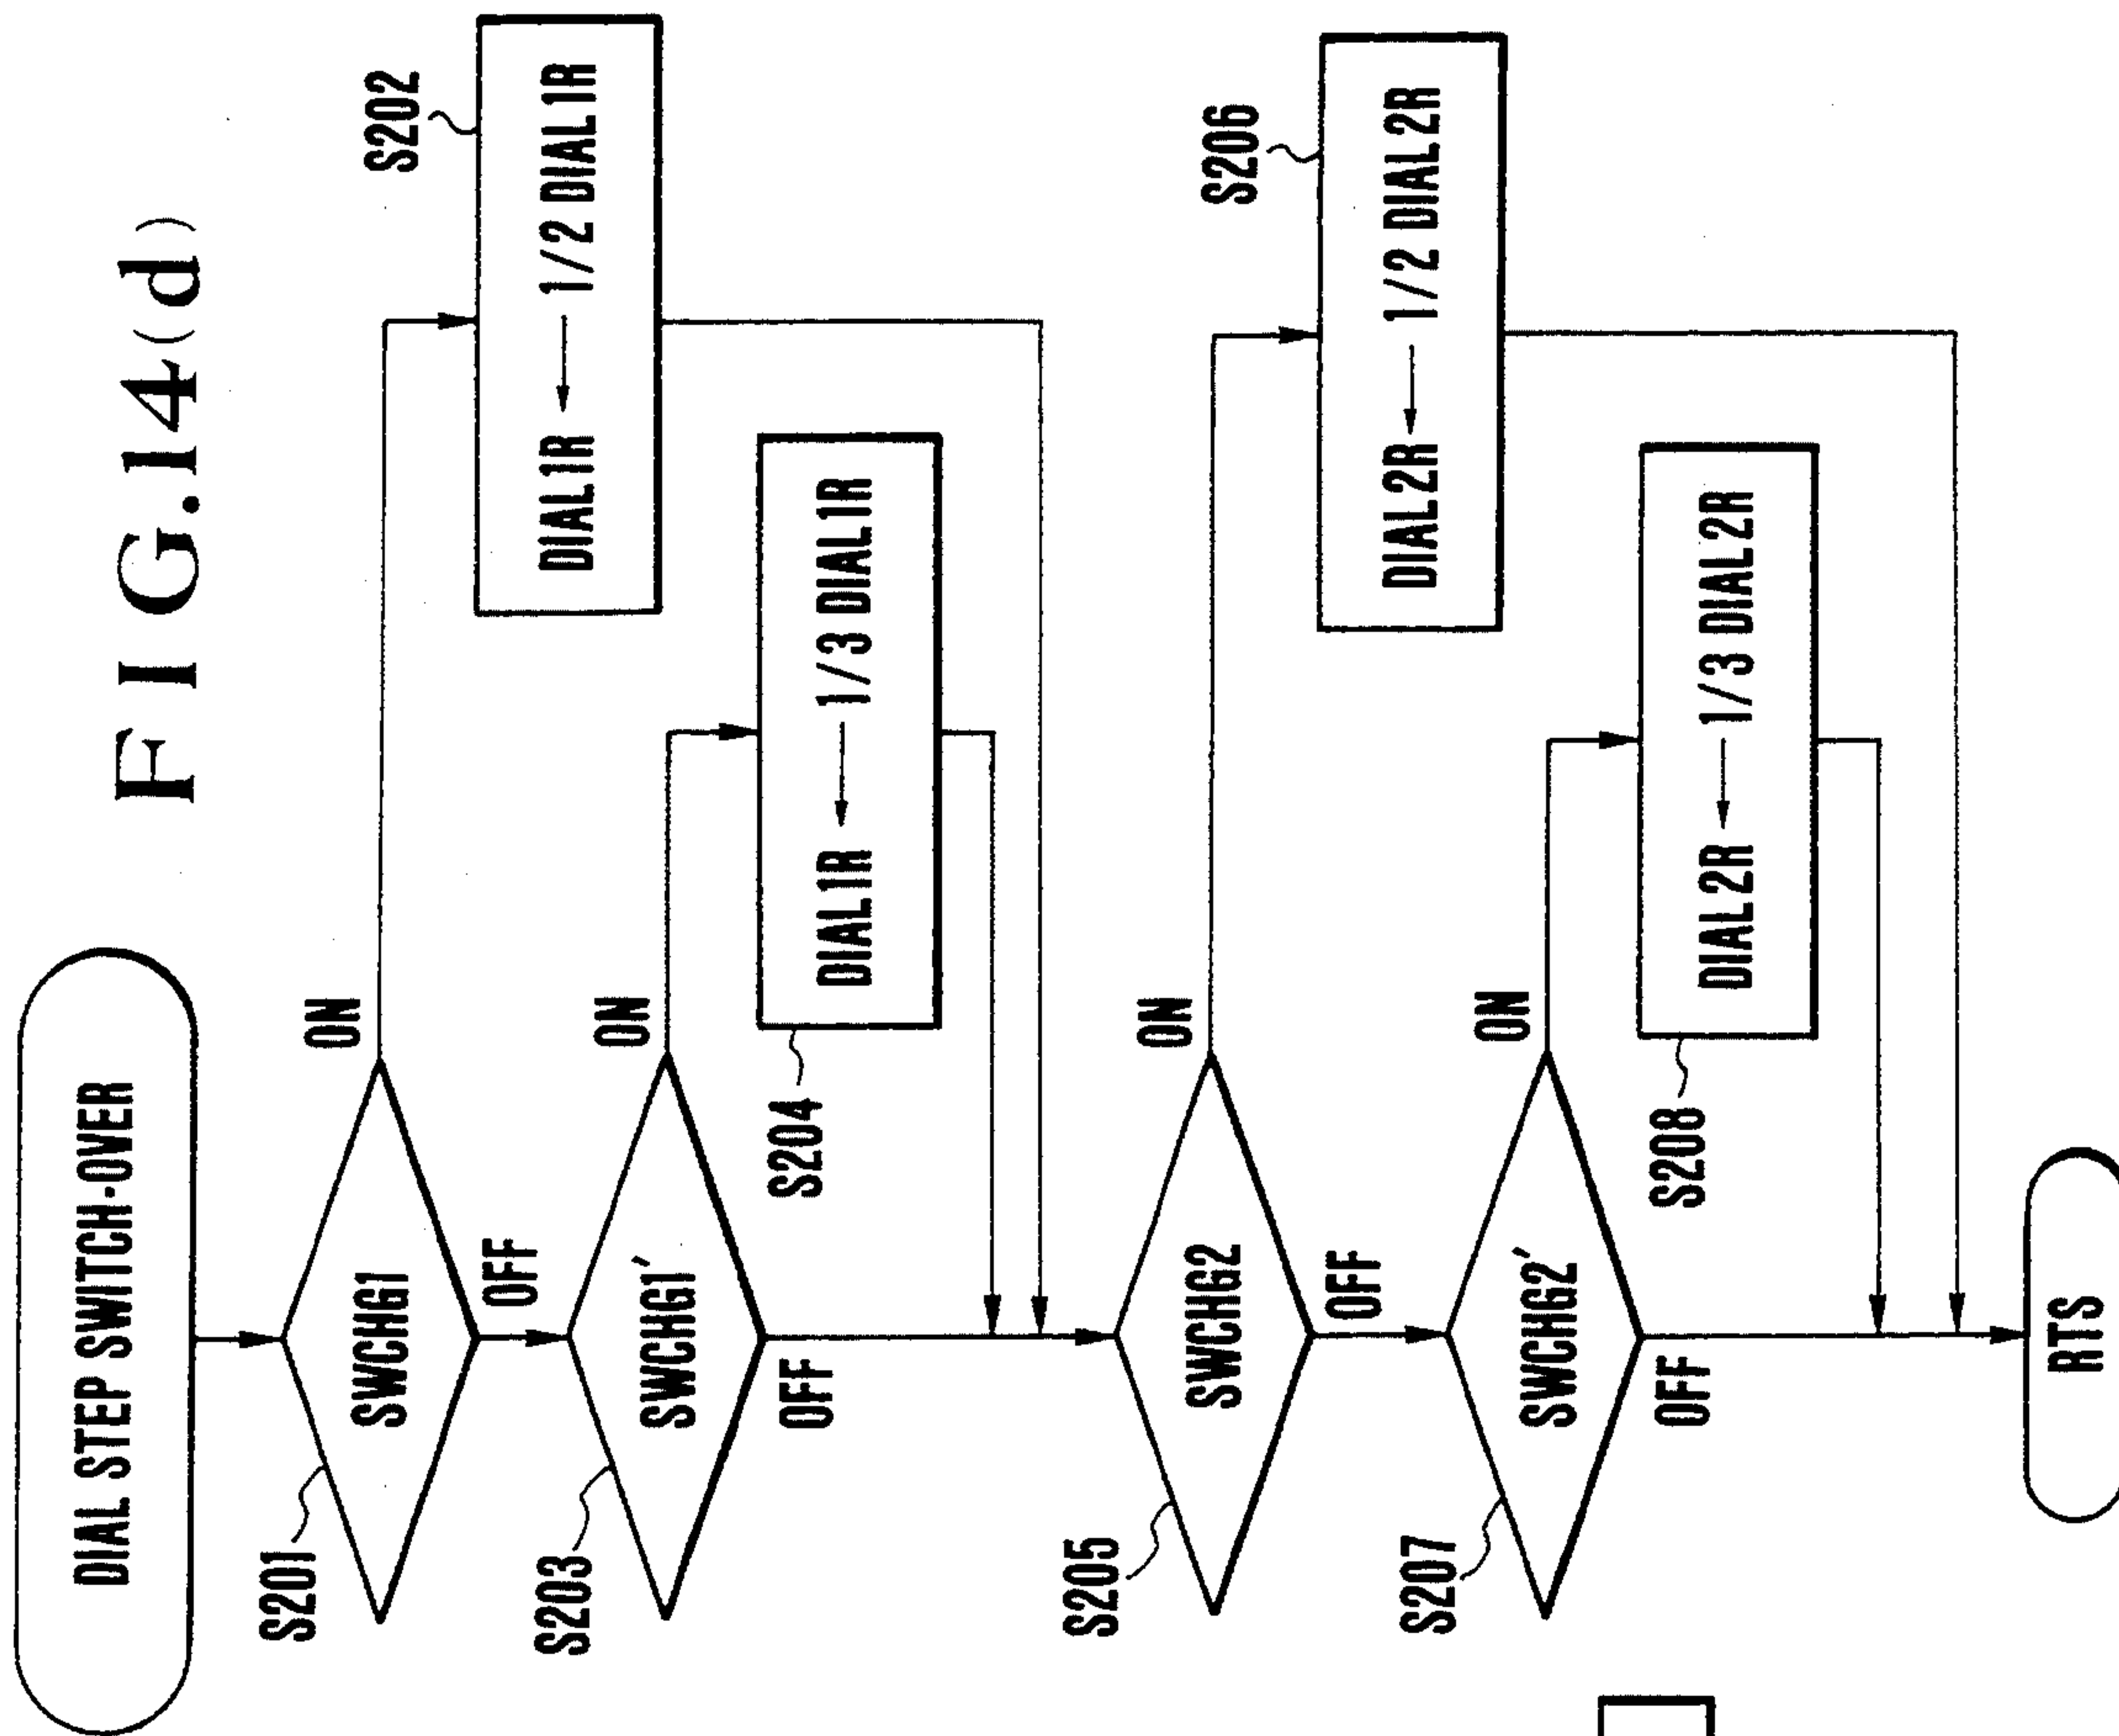 FIG.14(d)
DIAL STEP SWITCH-OVER
S201
SWCHG1
ON
OFF
S202
DIAL1R ← 1/2 DIAL1R
S203
SWCHG1′
ON
OFF
S204
DIAL1R ← 1/3 DIAL1R
S205
SWCHG2
ON
OFF
S206
DIAL2R ← 1/2 DIAL2R
S207
SWCHG2′
ON
OFF
S208
DIAL2R ← 1/3 DIAL2R
RTS